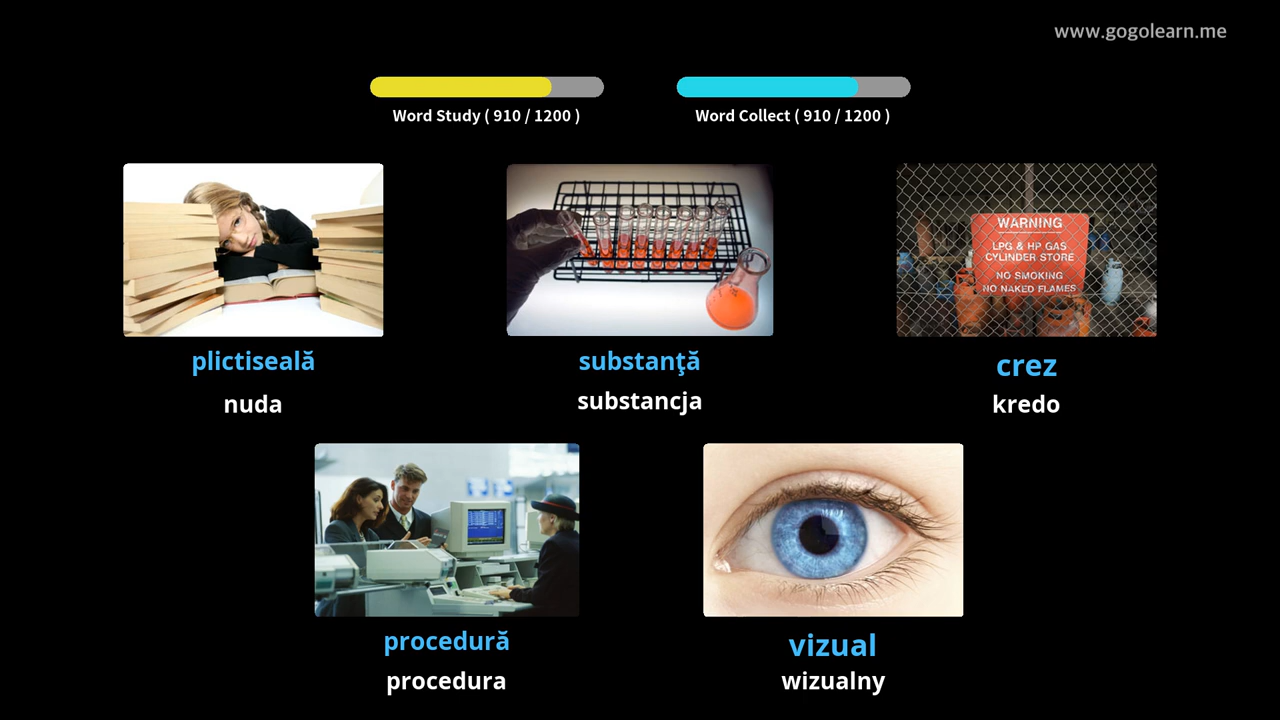 www.gogolearn.me
Word Study ( 910 / 1200 )
Word Collect ( 910 / 1200 )
WARNING
LPG & HP GAS
CYLINDER STORE
NO SMOKING
NO NAKED FLAMES
plictiseală
substanţă
crez
nuda
substancja
kredo
procedură
vizual
procedura
wizualny